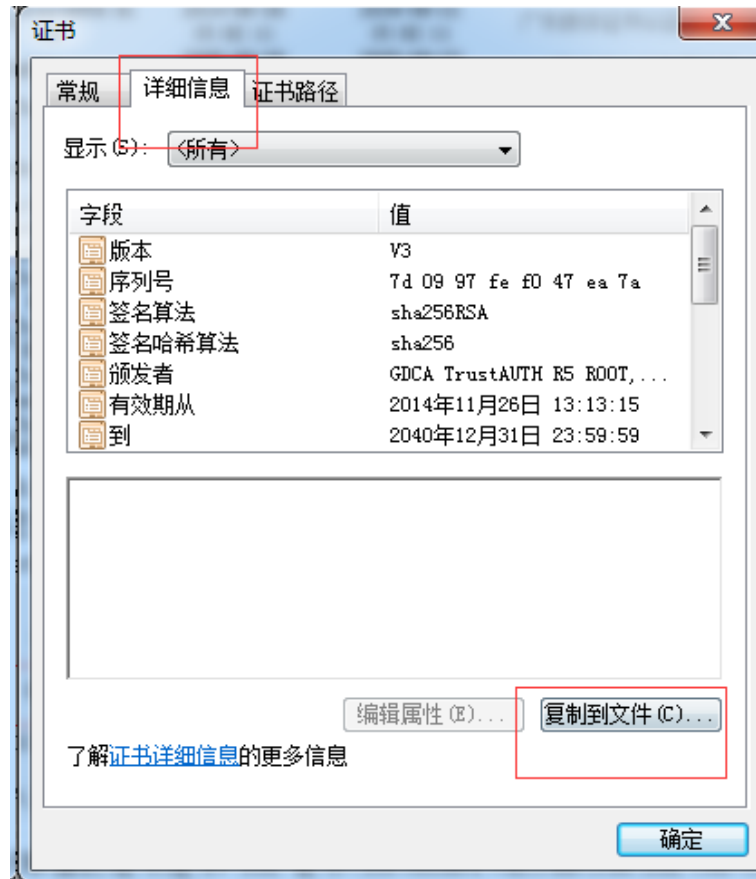 证书
常规 详细信息 证书路径
显示(S): <所有>
字段 值
版本 V3
序列号 7d 09 97 fe f0 47 ea 7a
签名算法 sha256RSA
签名哈希算法 sha256
颁发者 GDCA TrustAUTH R5 ROOT,...
有效期从 2014年11月26日 13:13:15
到 2040年12月31日 23:59:59
编辑属性(E)... 复制到文件(C)...
了解证书详细信息的更多信息
确定